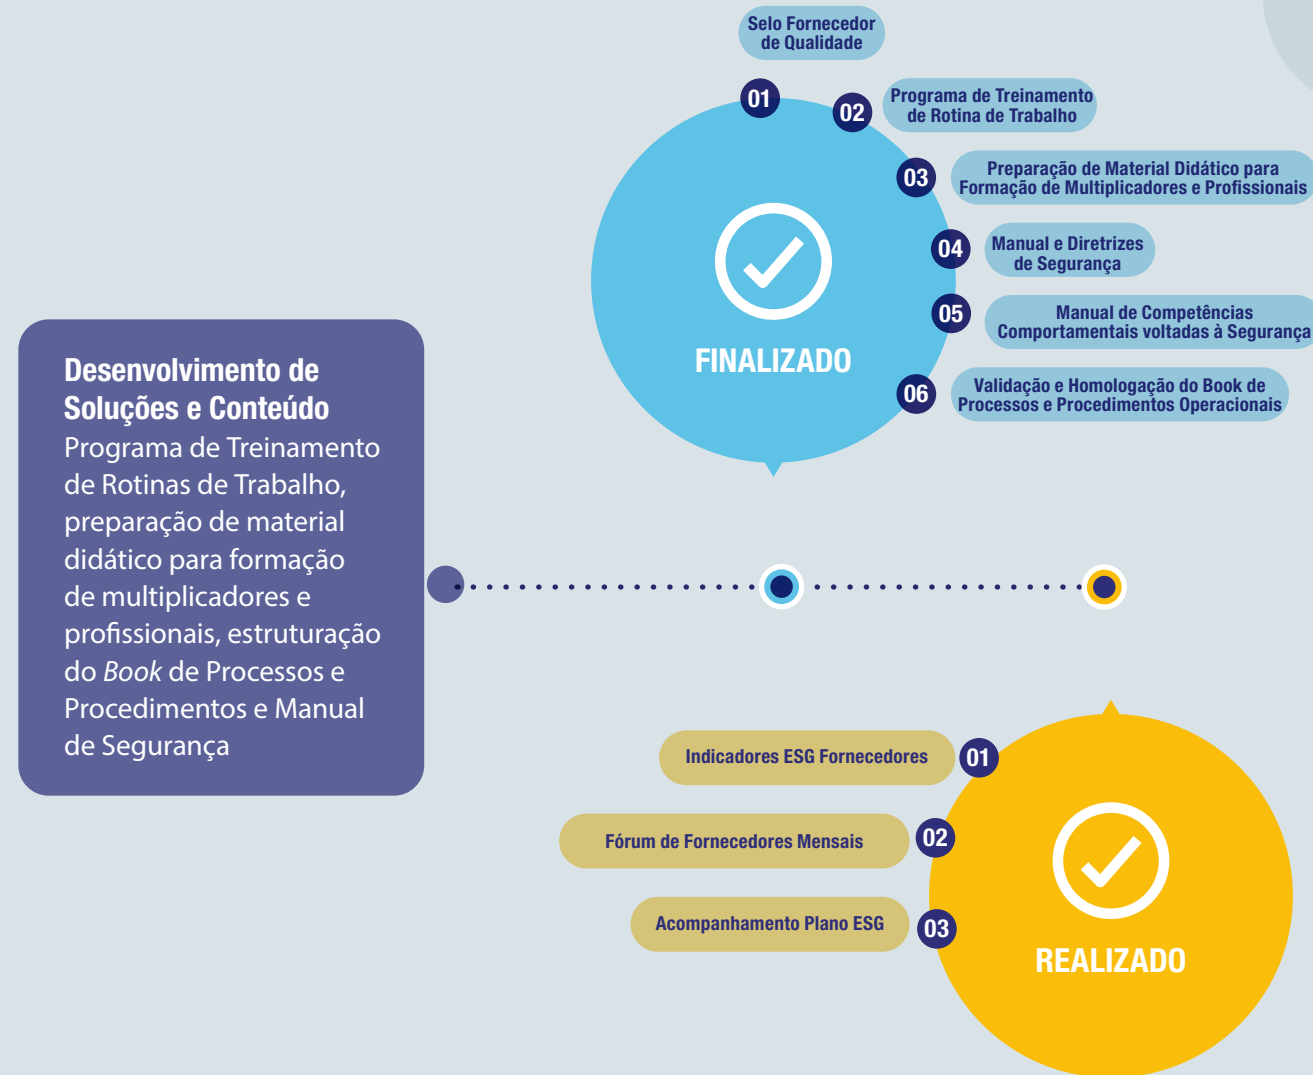 Selo Fornecedor
de Qualidade
01
02
Programa de Treinamento
de Rotina de Trabalho
03
Preparação de Material Didático para
Formação de Multiplicadores e Profissionais
04
Manual e Diretrizes
de Segurança
05
Manual de Competências
Comportamentais voltadas à Segurança
06
Validação e Homologação do Book de
Processos e Procedimentos Operacionais
FINALIZADO
Desenvolvimento de
Soluções e Conteúdo
Programa de Treinamento
de Rotinas de Trabalho,
preparação de material
didático para formação
de multiplicadores e
profissionais, estruturação
do Book de Processos e
Procedimentos e Manual
de Segurança
Indicadores ESG Fornecedores
01
Fórum de Fornecedores Mensais
02
Acompanhamento Plano ESG
03
REALIZADO